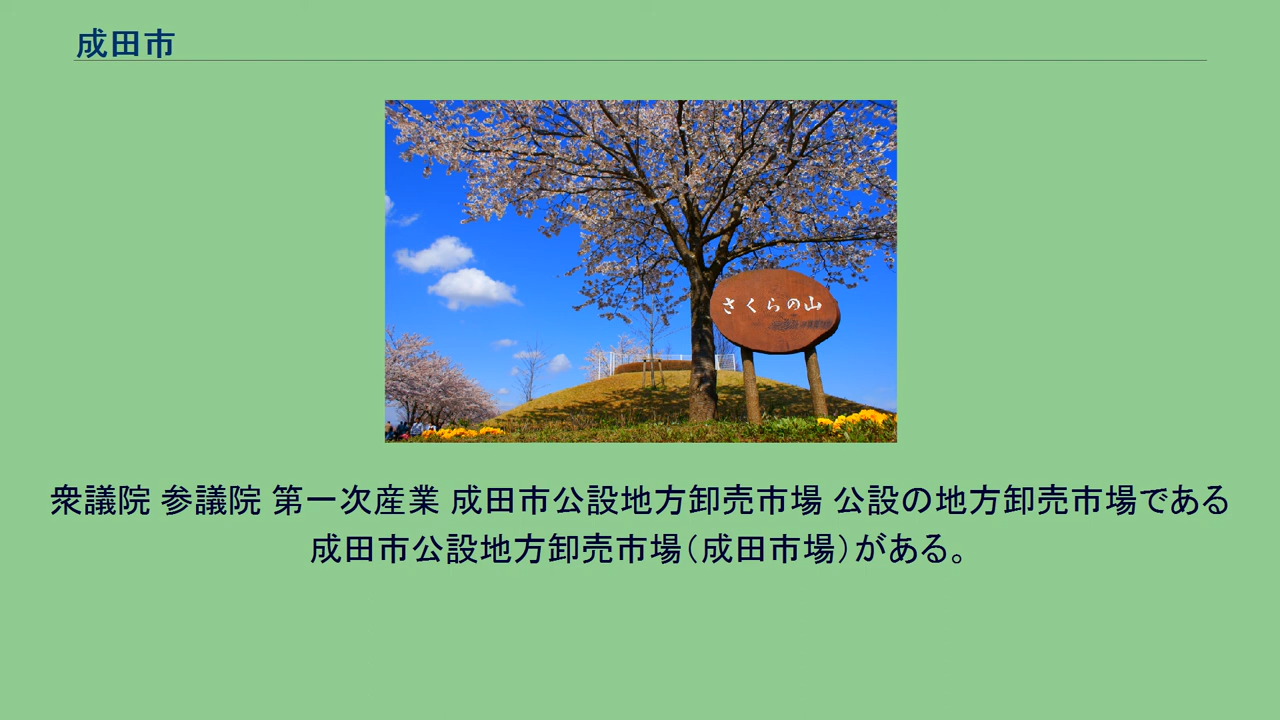 成田市
さくらの山
衆議院 参議院 第一次産業 成田市公設地方卸売市場 公設の地方卸売市場である
成田市公設地方卸売市場（成田市場）がある。